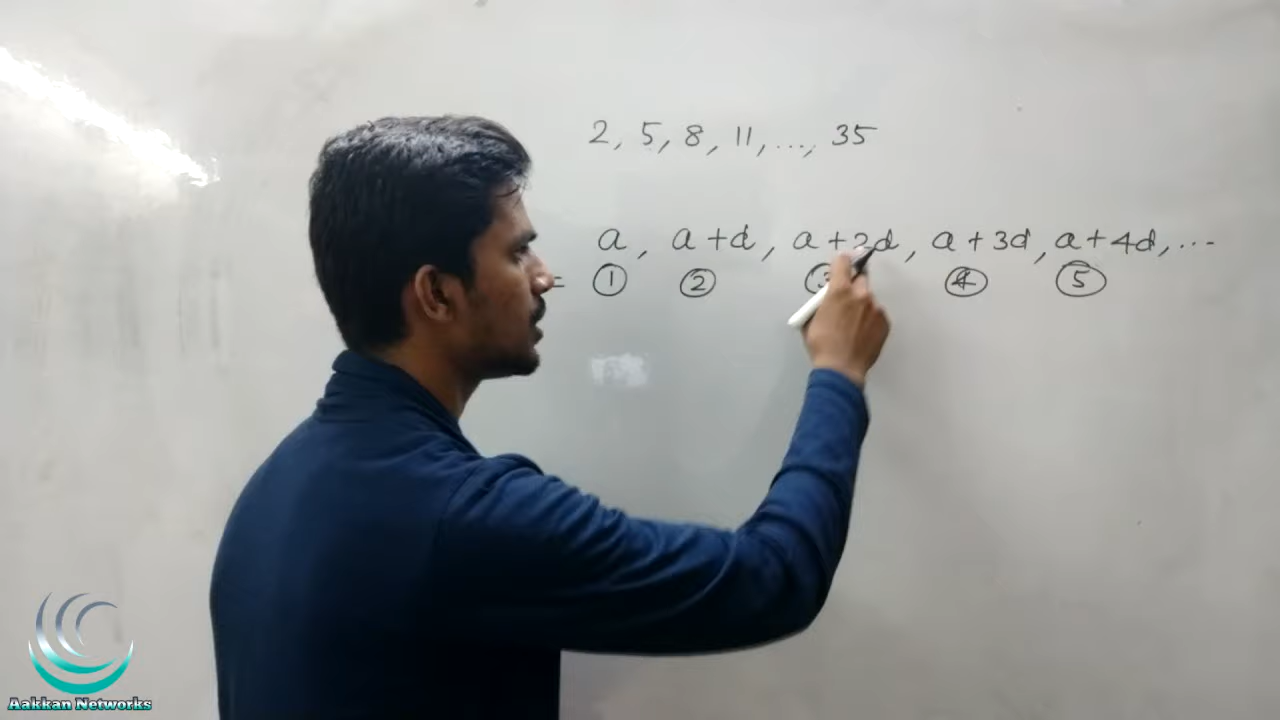 2, 5, 8, 11, ..., 35
a, a+d, a+2d, a+3d, a+4d, ...
= ① ② ③ ④ ⑤
Aakkan Networks